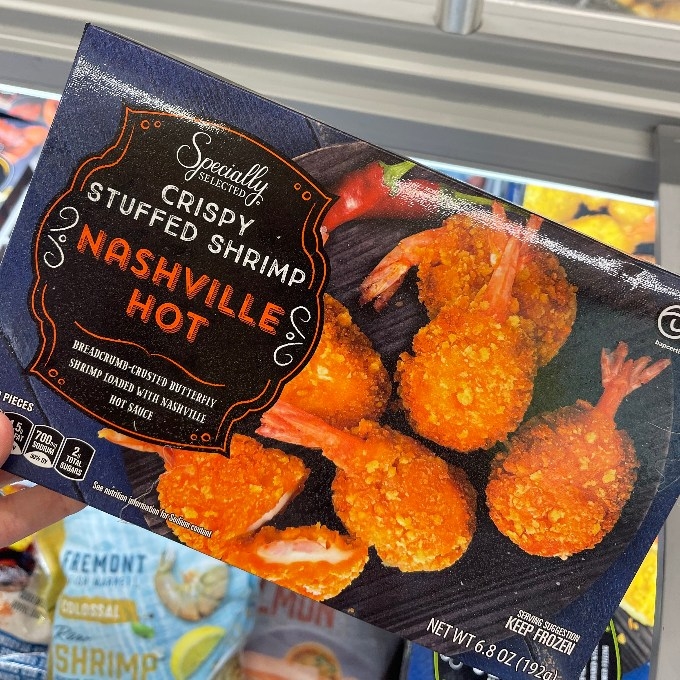 Specially
SELECTED
CRISPY
STUFFED SHRIMP
NASHVILLE
HOT
BREADCRUMB-CRUSTED BUTTERFLY
SHRIMP LOADED WITH NASHVILLE
HOT SAUCE
PIECES
700mg
SODIUM
2g
TOTAL
SUGARS
See nutrition information for Sodium content
SERVING SUGGESTION
KEEP FROZEN
NET WT 6.8 OZ (192g)
FREMONT
COLOSSAL
Raw
SHRIMP